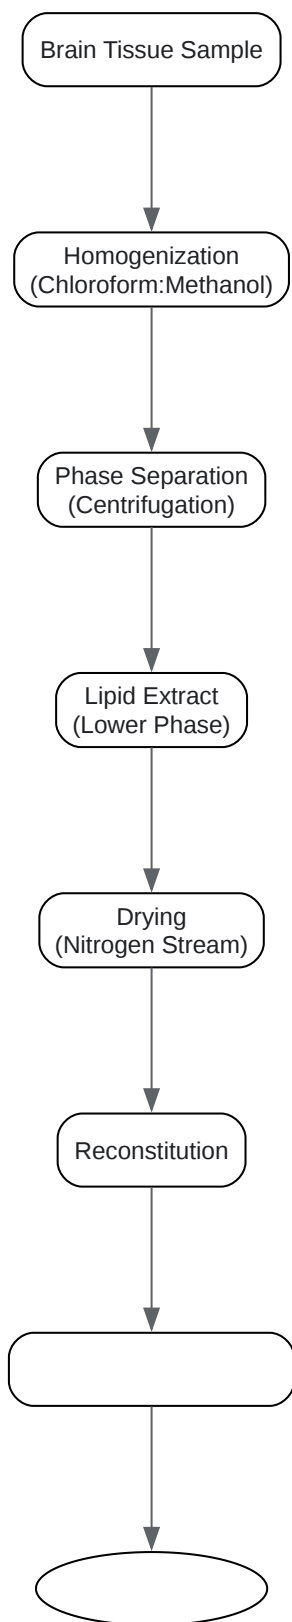 Brain Tissue Sample
Homogenization
(Chloroform:Methanol)
Phase Separation
(Centrifugation)
Lipid Extract
(Lower Phase)
Drying
(Nitrogen Stream)
Reconstitution